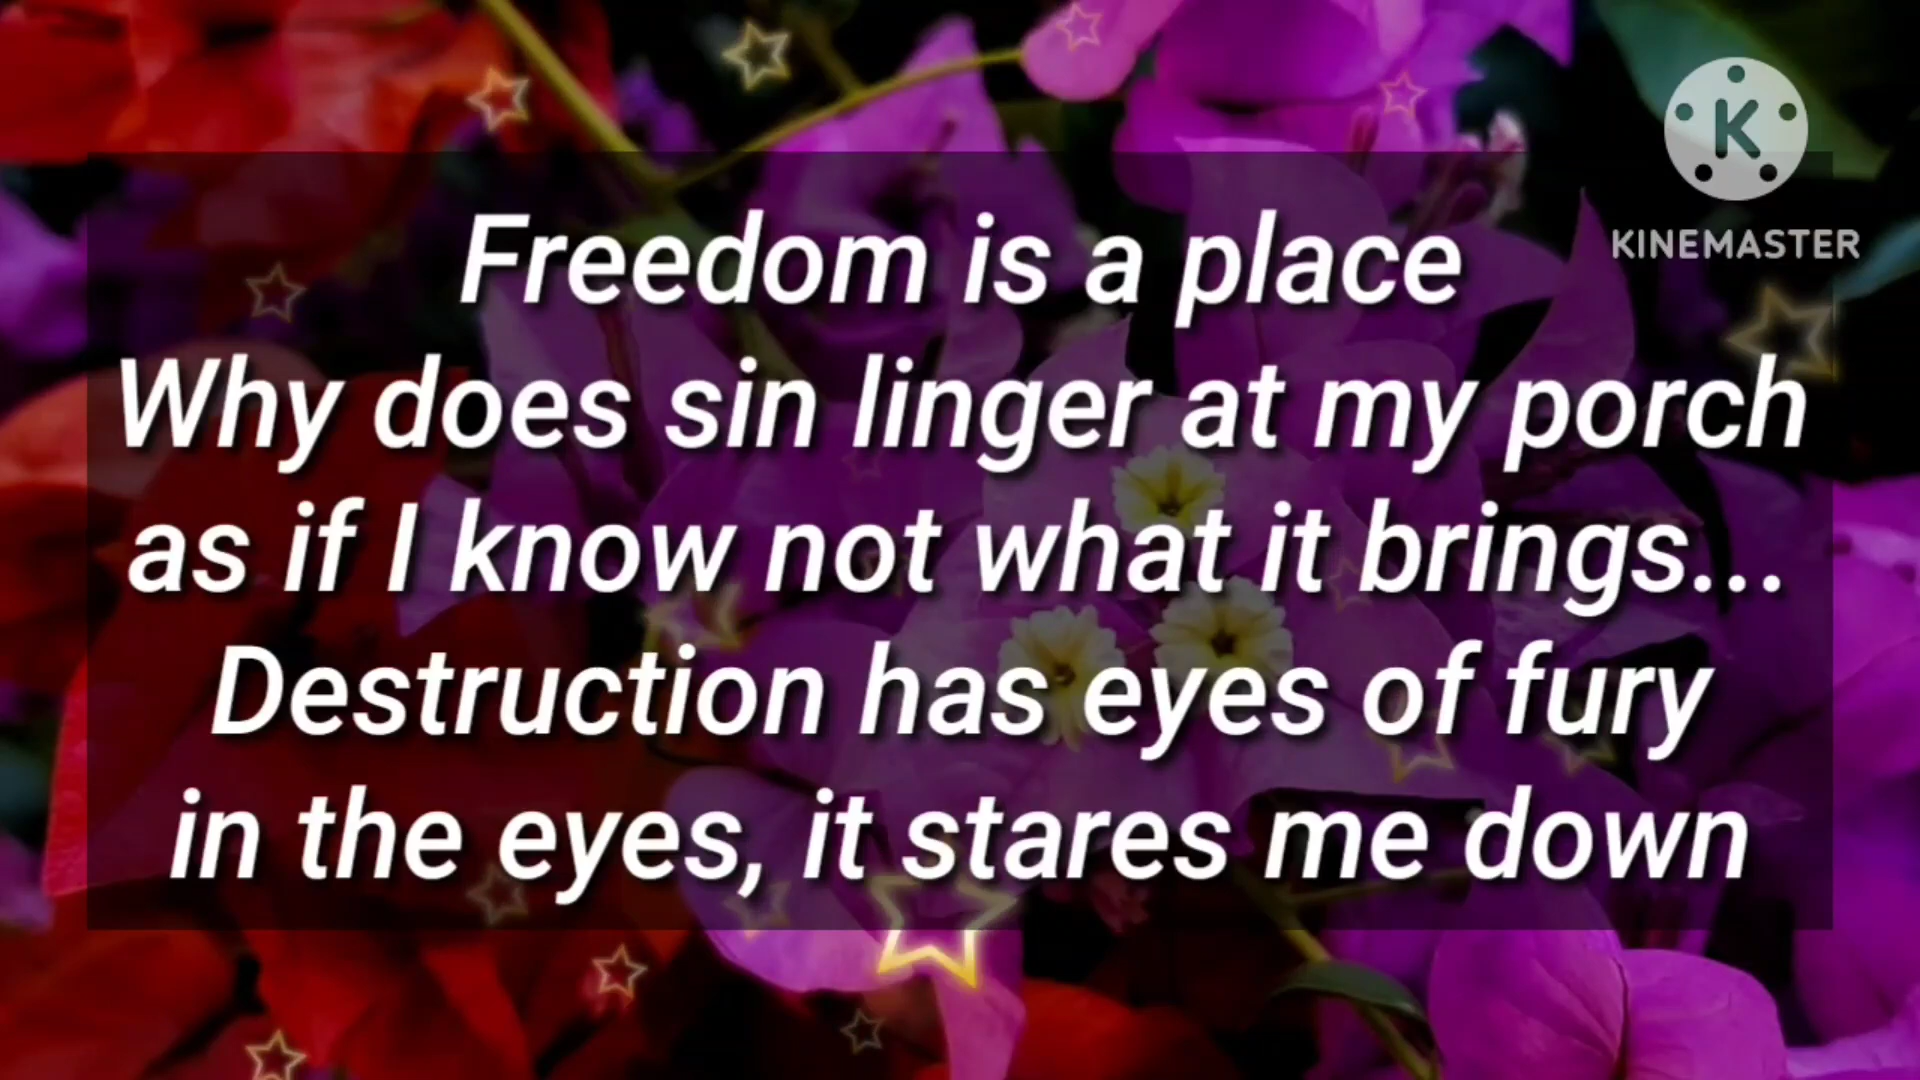 K
KINEMASTER
Freedom is a place
Why does sin linger at my porch
as if I know not what it brings...
Destruction has eyes of fury
in the eyes, it stares me down